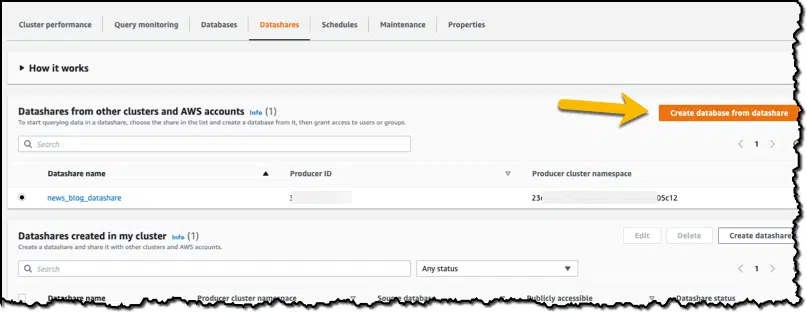 Cluster performance Query monitoring Databases Datashares Schedules Maintenance Properties
How it works
Datashares from other clusters and AWS accounts Info (1)
Create database from datashare
To start querying data in a datashare, choose the share in the list and create a database from it, then grant access to users or groups.
Search
1
Datashare name Producer ID Producer cluster namespace
news_blog_datashare 3 23 05c12
Datashares created in my cluster Info (1)
Edit Delete Create datashare
Create a datashare and share it with other clusters and AWS accounts.
Search Any status
1
Datashare name Producer cluster namespace Source database Publicly accessible Datashare status